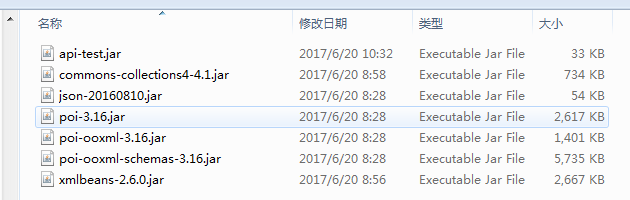 名称 修改日期 类型 大小
api-test.jar 2017/6/20 10:32 Executable Jar File 33 KB
commons-collections4-4.1.jar 2017/6/20 8:58 Executable Jar File 734 KB
json-20160810.jar 2017/6/20 8:28 Executable Jar File 54 KB
poi-3.16.jar 2017/6/20 8:28 Executable Jar File 2,617 KB
poi-ooxml-3.16.jar 2017/6/20 8:28 Executable Jar File 1,401 KB
poi-ooxml-schemas-3.16.jar 2017/6/20 8:28 Executable Jar File 5,735 KB
xmlbeans-2.6.0.jar 2017/6/20 8:56 Executable Jar File 2,667 KB